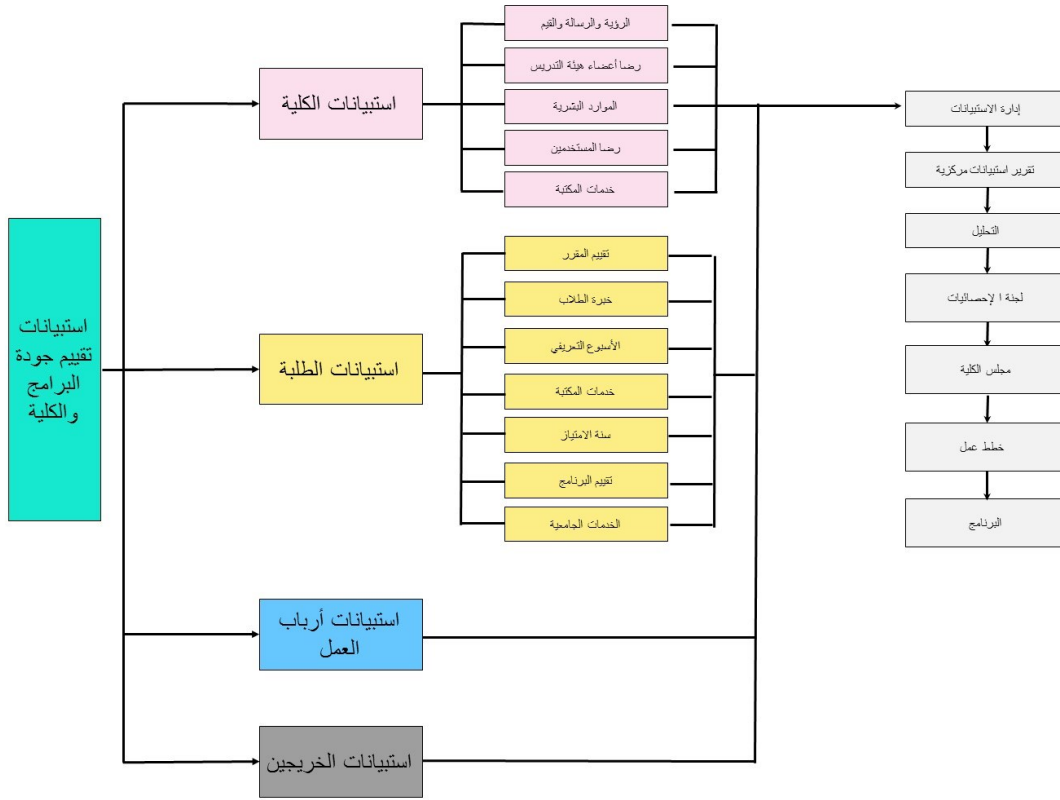 استبيانات
تقييم جودة
البرامج
والكلية
استبيانات الكلية
الرؤية والرسالة والقيم
رضا أعضاء هيئة التدريس
الموارد البشرية
رضا المستخدمين
خدمات المكتبة
استبيانات الطلبة
تقييم المقرر
خبرة الطلاب
الأسبوع التعريفي
خدمات المكتبة
سنة الامتياز
تقييم البرنامج
الخدمات الجامعية
استبيانات أرباب
العمل
استبيانات الخريجين
إدارة الاستبيانات
تقرير استبيانات مركزية
التحليل
لجنة ا لإحصائيات
مجلس الكلية
خطط عمل
البرنامج